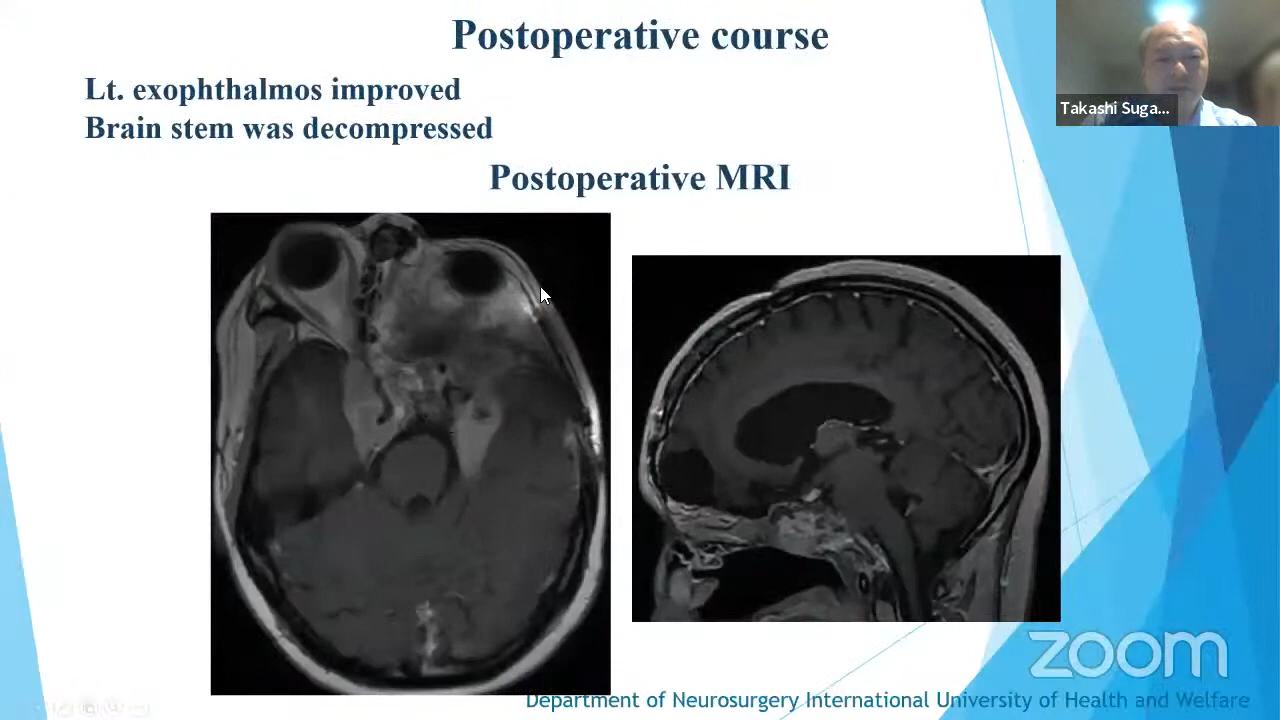 Postoperative course
Takashi Suga...
Lt. exophthalmos improved
Brain stem was decompressed
Postoperative MRI
zoom
Department of Neurosurgery International University of Health and Welfare